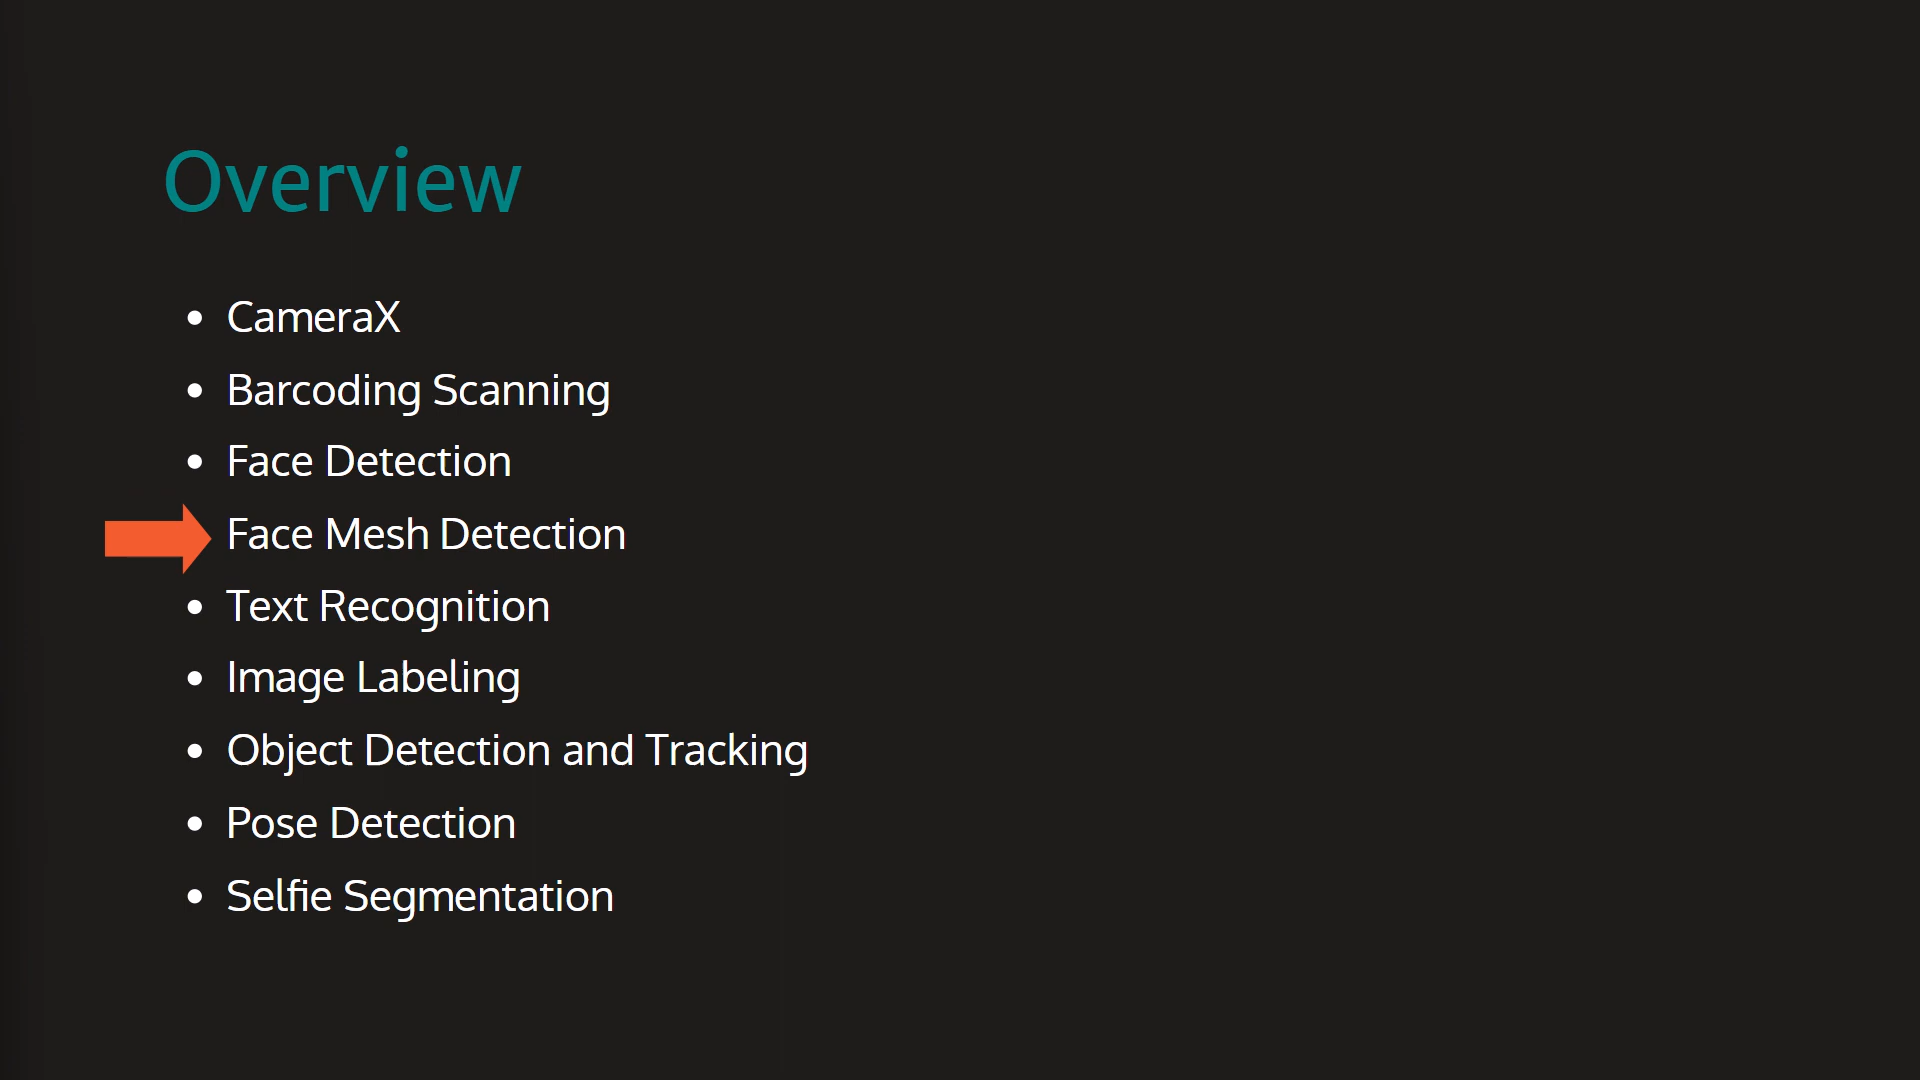 Overview
CameraX
Barcoding Scanning
Face Detection
Face Mesh Detection
Text Recognition
Image Labeling
Object Detection and Tracking
Pose Detection
Selfie Segmentation